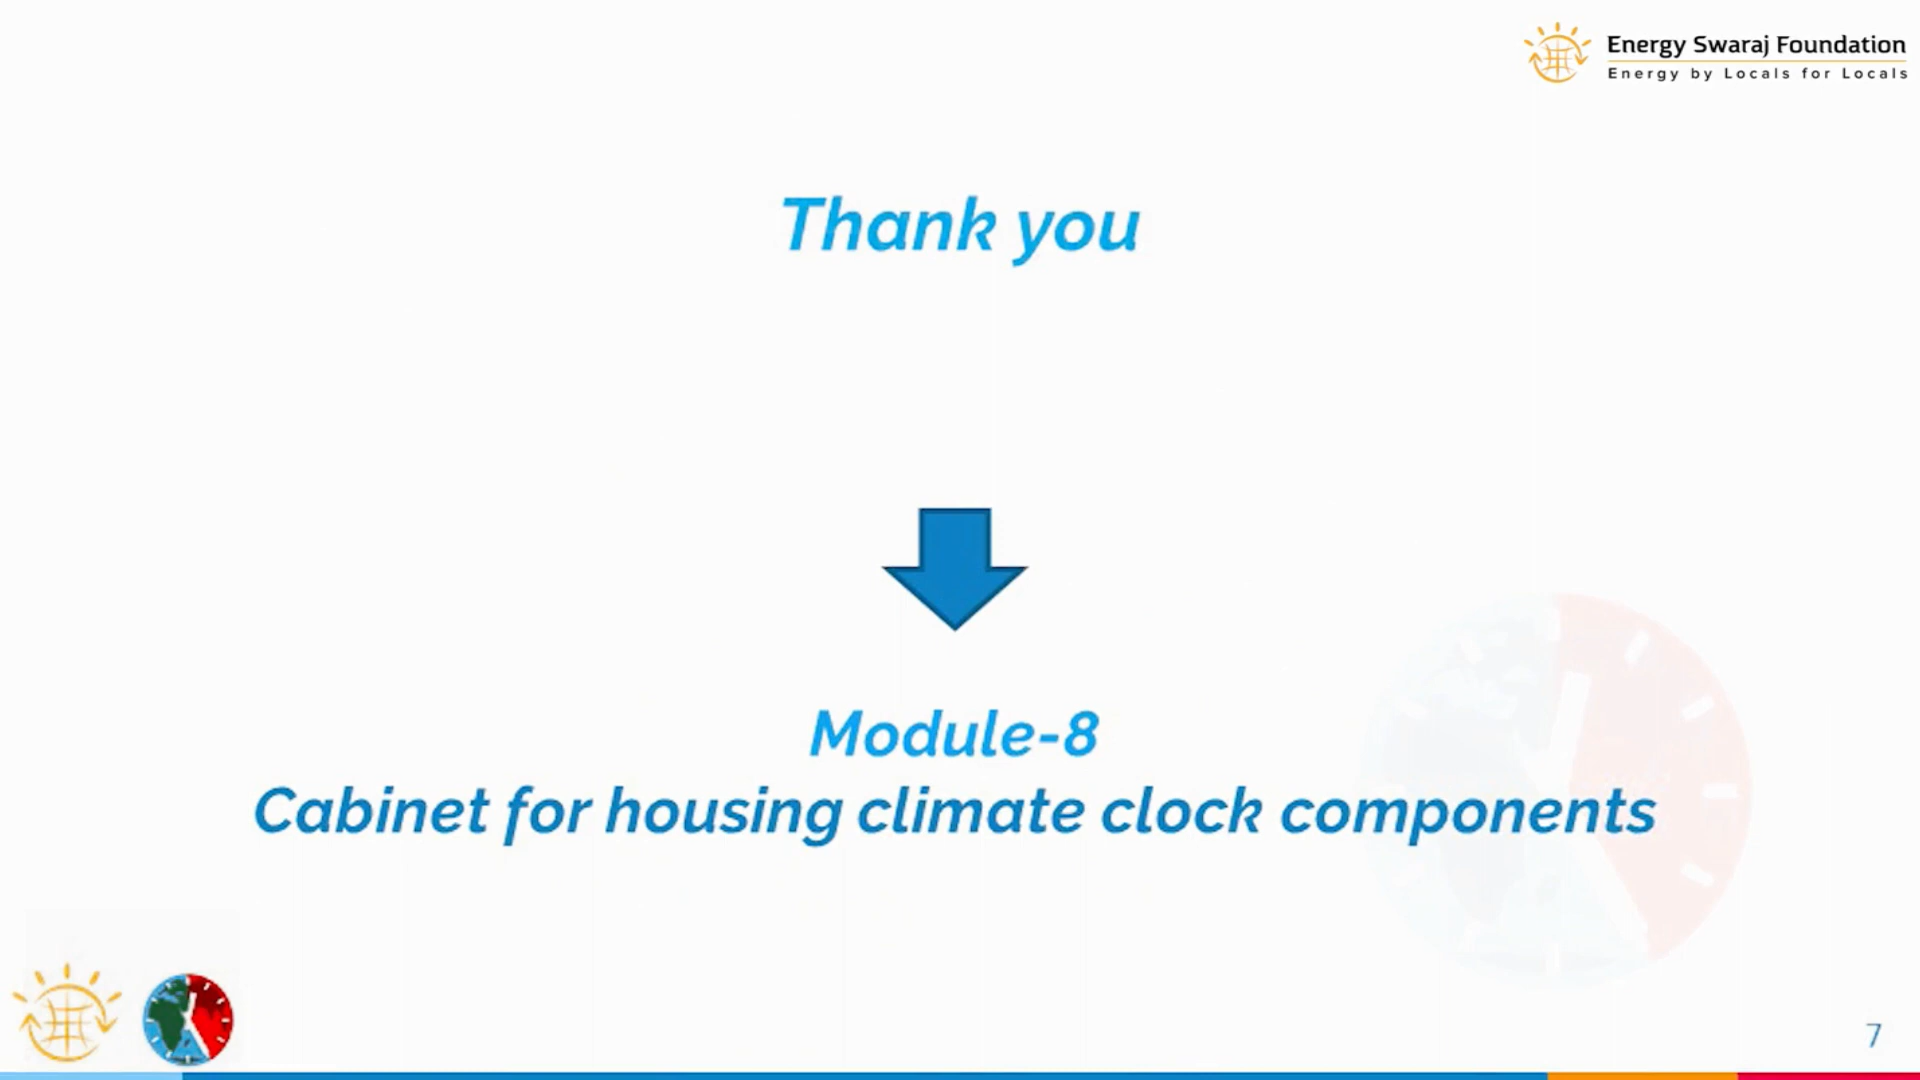 Energy Swaraj Foundation
Energy by Locals for Locals
Thank you
Module-8
Cabinet for housing climate clock components
7